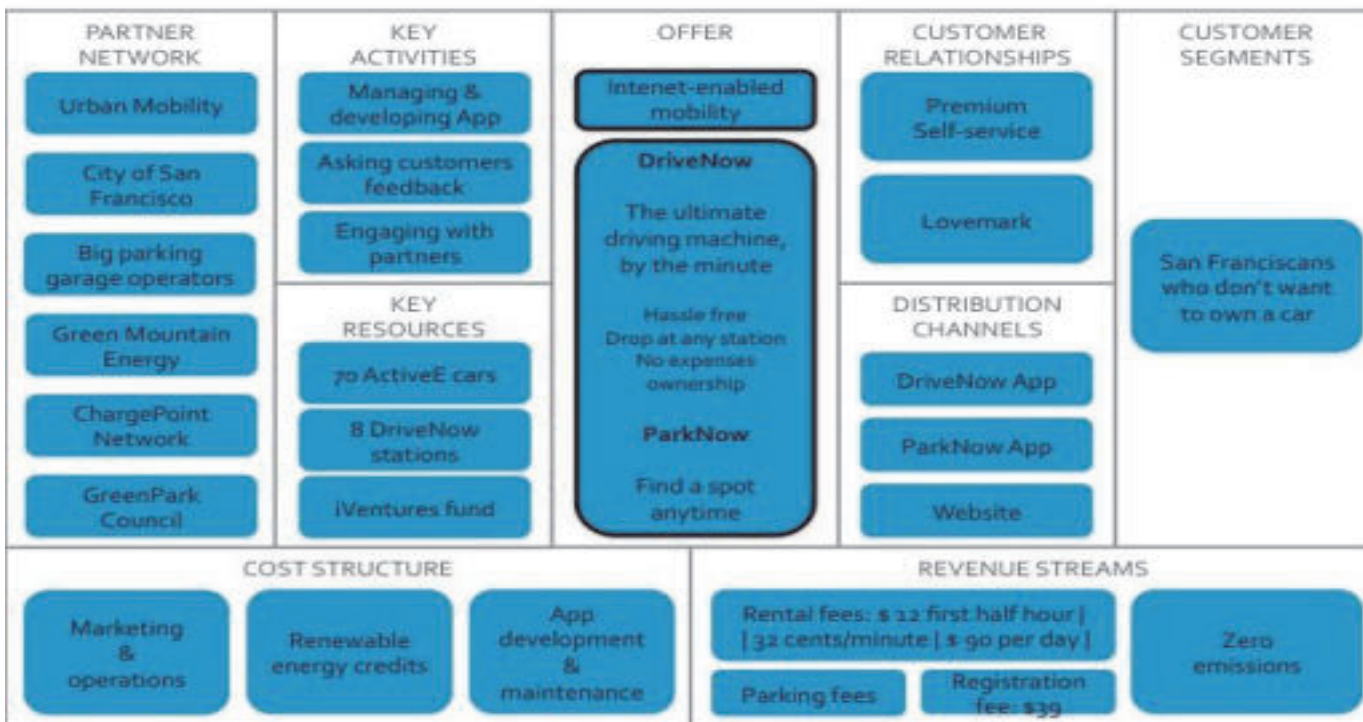 PARTNER
NETWORK
Urban Mobility
City of San
Francisco
Big parking
garage operators
Green Mountain
Energy
ChargePoint
Network
GreenPark
Council
KEY
ACTIVITIES
Managing &
developing App
Asking customers
feedback
Engaging with
partners
KEY
RESOURCES
70 ActiveE cars
8 DriveNow
stations
iVentures fund
OFFER
Intenet-enabled
mobility
DriveNow
The ultimate
driving machine,
by the minute
Hassle free
Drop at any station
No expenses
ownership
ParkNow
Find a spot
anytime
CUSTOMER
RELATIONSHIPS
Premium
Self-service
Lovemark
DISTRIBUTION
CHANNELS
DriveNow App
ParkNow App
Website
CUSTOMER
SEGMENTS
San Franciscans
who don't want
to own a car
COST STRUCTURE
Marketing
&
operations
Renewable
energy credits
App
development
&
maintenance
REVENUE STREAMS
Rental fees: $ 12 first half hour |
| 32 cents/minute | $ 90 per day |
Parking fees
Registration
fee: $39
Zero
emissions